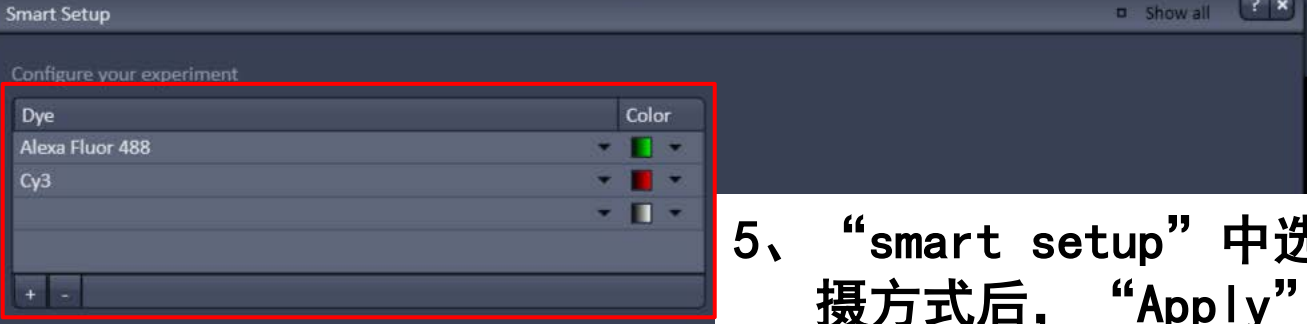 Smart Setup
Show all ? ×
Configure your experiment
Dye Color
Alexa Fluor 488
Cy3
+ -
5、“smart setup”中选
摄方式后，“Apply”